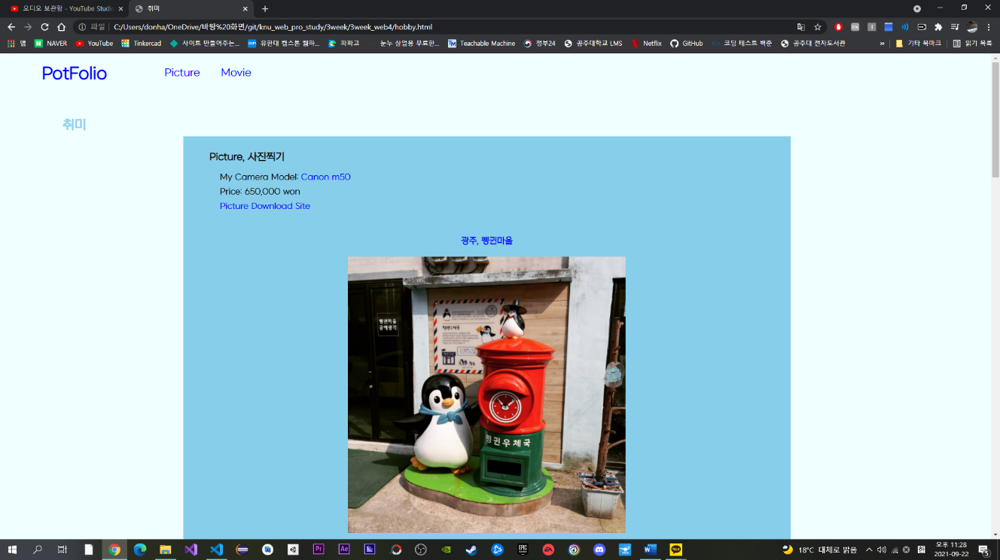 오디오 보관함 - YouTube Studio
취미
파일
C:/Users/donha/OneDrive/바탕%20화면/git/knu_web_pro_study/3week/3week_web4/hobby.html
앱
NAVER
YouTube
Tinkercad
사이트 만들어주는...
유한대 캡스톤 웹하...
파파고
눈누 상업용 무료한...
Teachable Machine
정부24
공주대학교 LMS
Netflix
GitHub
코딩 테스트 백준
공주대 전자도서관
»
기타 북마크
읽기 목록
PotFolio
Picture
Movie
취미
Picture, 사진찍기
My Camera Model: Canon m50
Price: 650,000 won
Picture Download Site
광주, 펭귄마을
펭귄마을
공예생각
펭귄우체국
펭귄우체국
18°C 대체로 맑음
오후 11:28
2021-09-22
5